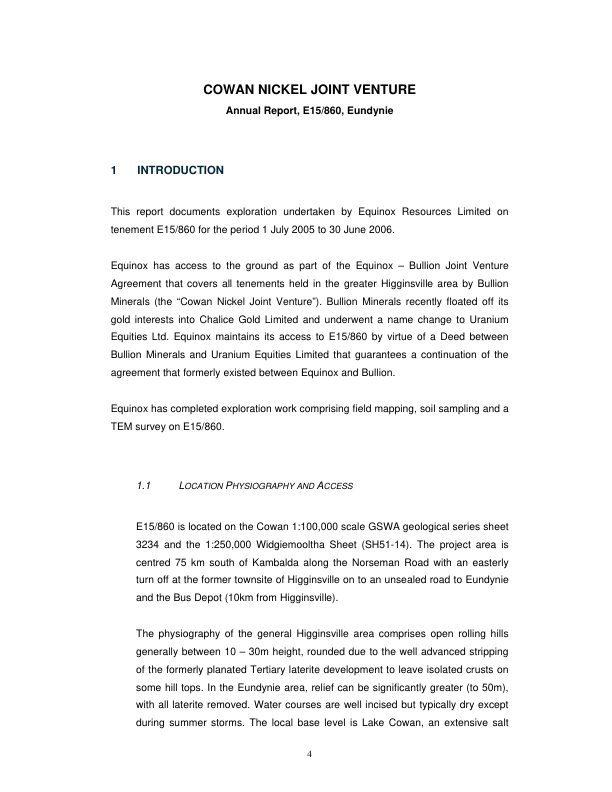 COWAN NICKEL JOINT VENTURE
Annual Report, E15/860, Eundynie
1 INTRODUCTION
This report documents exploration undertaken by Equinox Resources Limited on
tenement E15/860 for the period 1 July 2005 to 30 June 2006.
Equinox has access to the ground as part of the Equinox – Bullion Joint Venture
Agreement that covers all tenements held in the greater Higginsville area by Bullion
Minerals (the “Cowan Nickel Joint Venture”). Bullion Minerals recently floated off its
gold interests into Chalice Gold Limited and underwent a name change to Uranium
Equities Ltd. Equinox maintains its access to E15/860 by virtue of a Deed between
Bullion Minerals and Uranium Equities Limited that guarantees a continuation of the
agreement that formerly existed between Equinox and Bullion.
Equinox has completed exploration work comprising field mapping, soil sampling and a
TEM survey on E15/860.
1.1 LOCATION PHYSIOGRAPHY AND ACCESS
E15/860 is located on the Cowan 1:100,000 scale GSWA geological series sheet
3234 and the 1:250,000 Widgiemooltha Sheet (SH51-14). The project area is
centred 75 km south of Kambalda along the Norseman Road with an easterly
turn off at the former townsite of Higginsville on to an unsealed road to Eundynie
and the Bus Depot (10km from Higginsville).
The physiography of the general Higginsville area comprises open rolling hills
generally between 10 – 30m height, rounded due to the well advanced stripping
of the formerly planated Tertiary laterite development to leave isolated crusts on
some hill tops. In the Eundynie area, relief can be significantly greater (to 50m),
with all laterite removed. Water courses are well incised but typically dry except
during summer storms. The local base level is Lake Cowan, an extensive salt
4